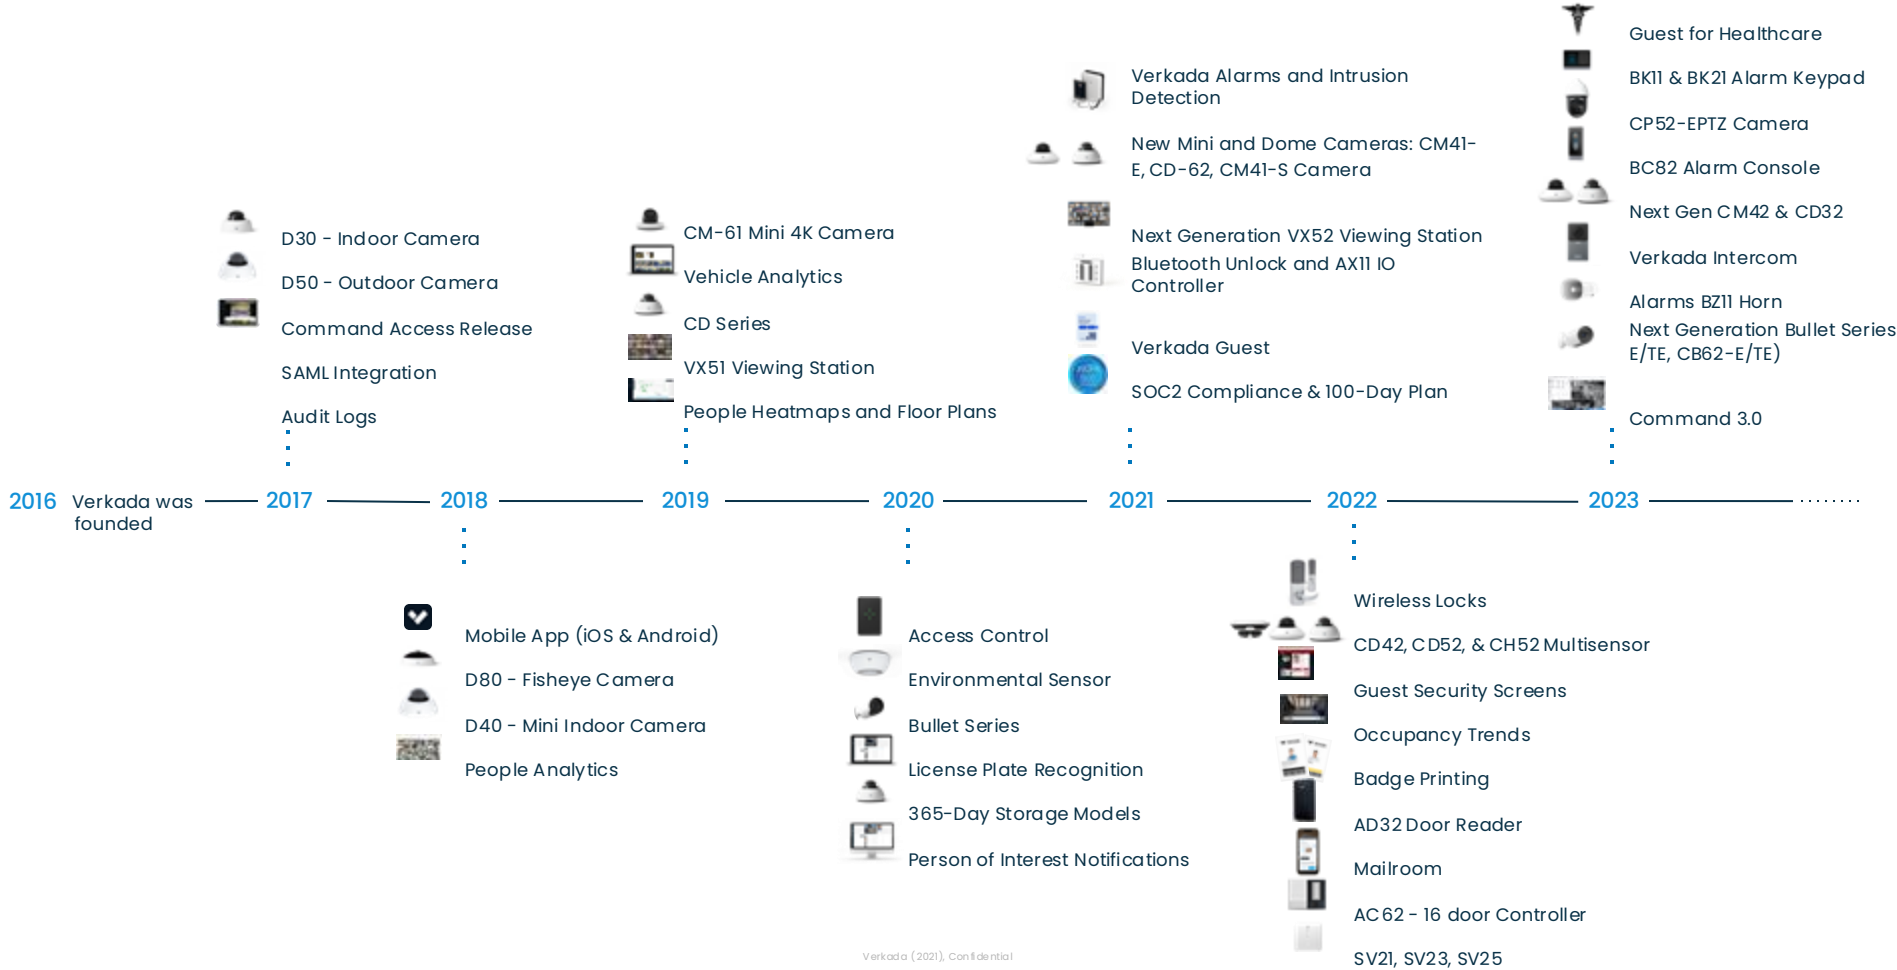 2016
Verkada was
founded
2017
D30 - Indoor Camera
D50 - Outdoor Camera
Command Access Release
SAML Integration
Audit Logs
2018
Mobile App (iOS & Android)
D80 - Fisheye Camera
D40 - Mini Indoor Camera
People Analytics
2019
CM-61 Mini 4K Camera
Vehicle Analytics
CD Series
VX51 Viewing Station
People Heatmaps and Floor Plans
2020
Access Control
Environmental Sensor
Bullet Series
License Plate Recognition
365-Day Storage Models
Person of Interest Notifications
2021
Verkada Alarms and Intrusion
Detection
New Mini and Dome Cameras: CM41-
E, CD-62, CM41-S Camera
Next Generation VX52 Viewing Station
Bluetooth Unlock and AX11 IO
Controller
Verkada Guest
SOC2 Compliance & 100-Day Plan
2022
Wireless Locks
CD42, CD52, & CH52 Multisensor
Guest Security Screens
Occupancy Trends
Badge Printing
AD32 Door Reader
Mailroom
AC62 - 16 door Controller
SV21, SV23, SV25
2023
Guest for Healthcare
BK11 & BK21 Alarm Keypad
CP52-EPTZ Camera
BC82 Alarm Console
Next Gen CM42 & CD32
Verkada Intercom
Alarms BZ11 Horn
Next Generation Bullet Series
E/TE, CB62-E/TE)
Command 3.0
Verkada (2021), Confidential